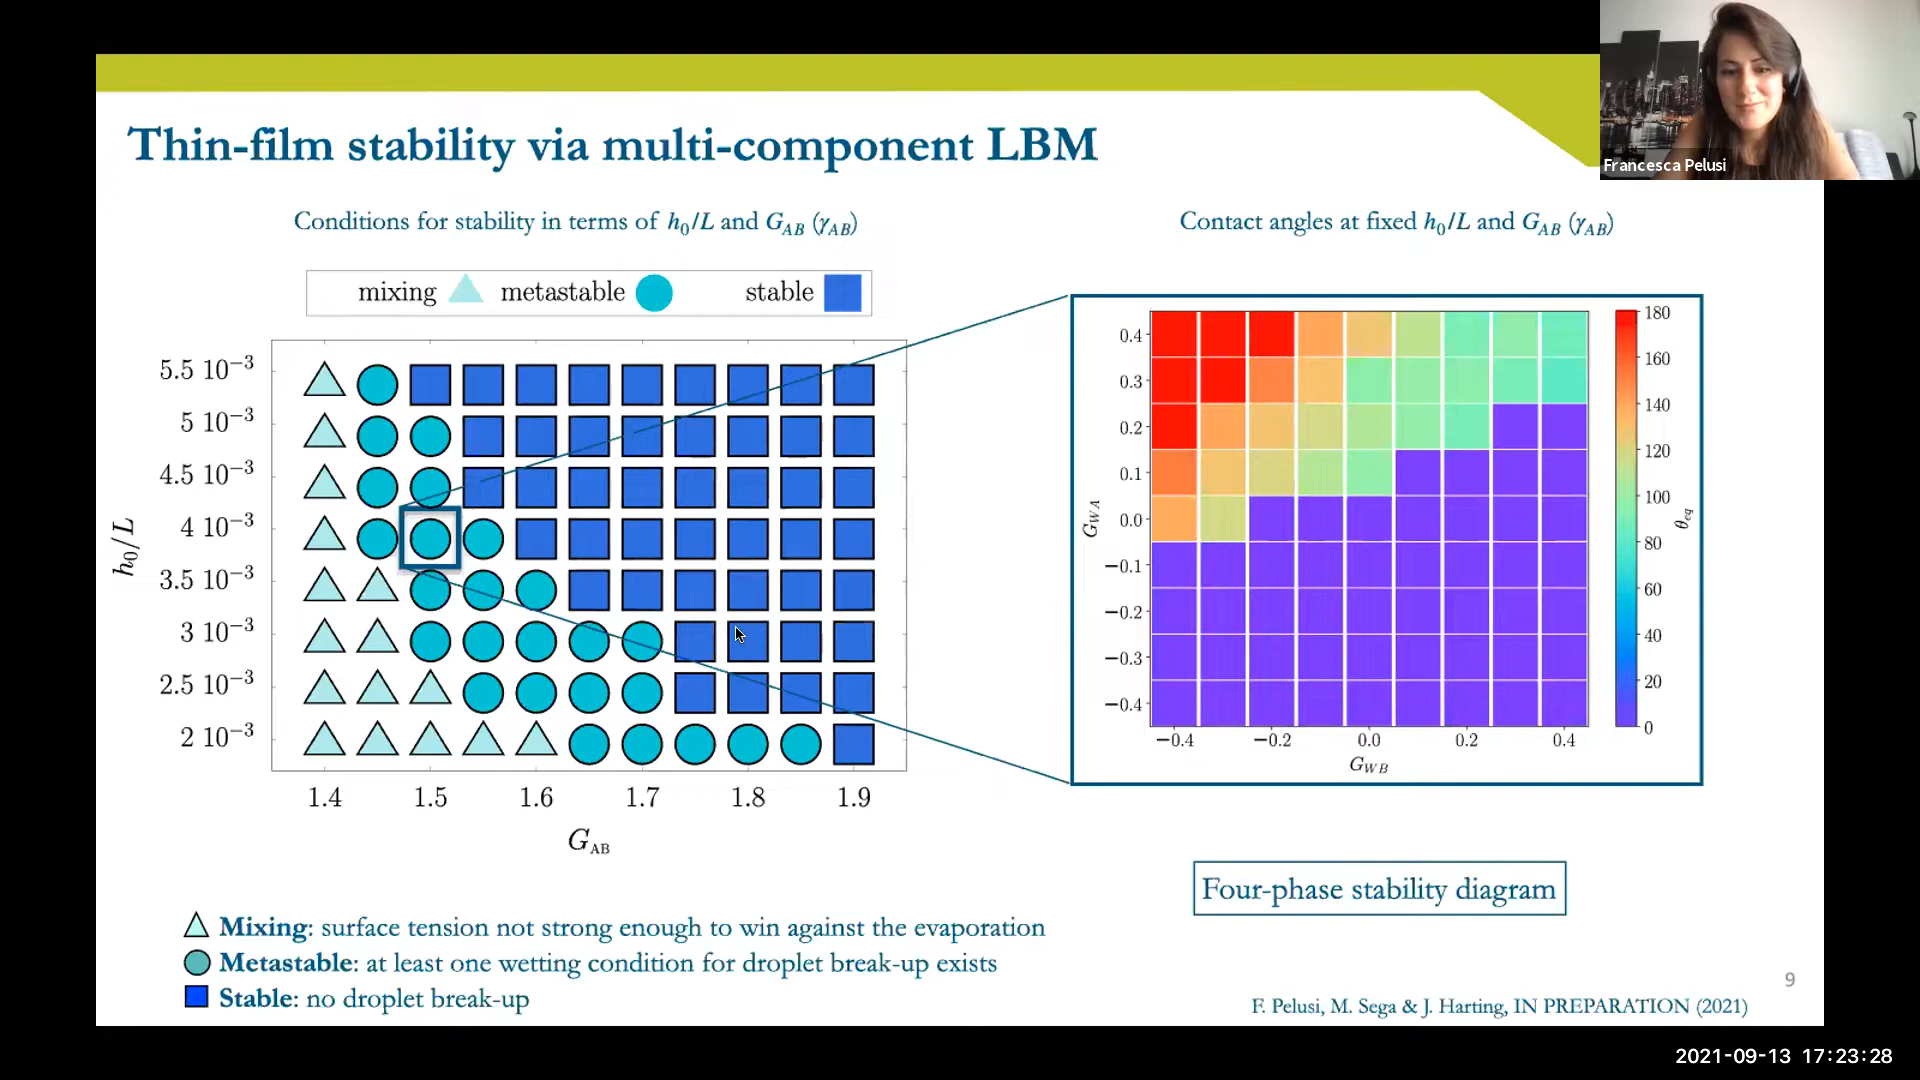 Francesca Pelusi
Thin-film stability via multi-component LBM
Conditions for stability in terms of h₀/L and G_AB (γ_AB)
mixing metastable stable
5.5 10⁻³
5 10⁻³
4.5 10⁻³
4 10⁻³
3.5 10⁻³
3 10⁻³
2.5 10⁻³
2 10⁻³
h₀/L
1.4 1.5 1.6 1.7 1.8 1.9
G_AB
Contact angles at fixed h₀/L and G_AB (γ_AB)
0.4
0.3
0.2
0.1
0.0
−0.1
−0.2
−0.3
−0.4
G_WA
−0.4 −0.2 0.0 0.2 0.4
G_WB
180
160
140
120
100
80
60
40
20
0
θ_eq
Four-phase stability diagram
Mixing: surface tension not strong enough to win against the evaporation
Metastable: at least one wetting condition for droplet break-up exists
Stable: no droplet break-up
9
F. Pelusi, M. Sega & J. Harting, IN PREPARATION (2021)
2021-09-13 17:23:28